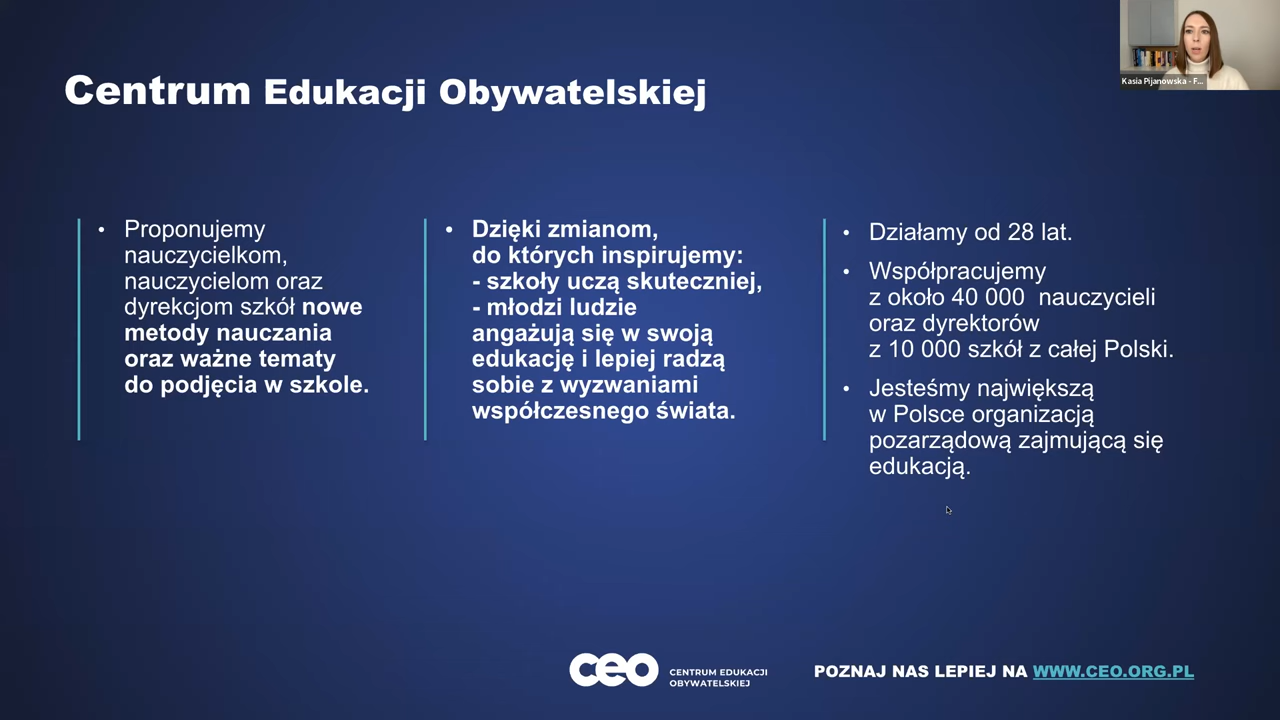 Centrum Edukacji Obywatelskiej
Kasia Pijanowska - F...
• Proponujemy
nauczycielkom,
nauczycielom oraz
dyrekcjom szkół nowe
metody nauczania
oraz ważne tematy
do podjęcia w szkole.
• Dzięki zmianom,
do których inspirujemy:
- szkoły uczą skuteczniej,
- młodzi ludzie
angażują się w swoją
edukację i lepiej radzą
sobie z wyzwaniami
współczesnego świata.
• Działamy od 28 lat.
• Współpracujemy
z około 40 000 nauczycieli
oraz dyrektorów
z 10 000 szkół z całej Polski.
• Jesteśmy największą
w Polsce organizacją
pozarządową zajmującą się
edukacją.
ceo
CENTRUM EDUKACJI
OBYWATELSKIEJ
POZNAJ NAS LEPIEJ NA WWW.CEO.ORG.PL